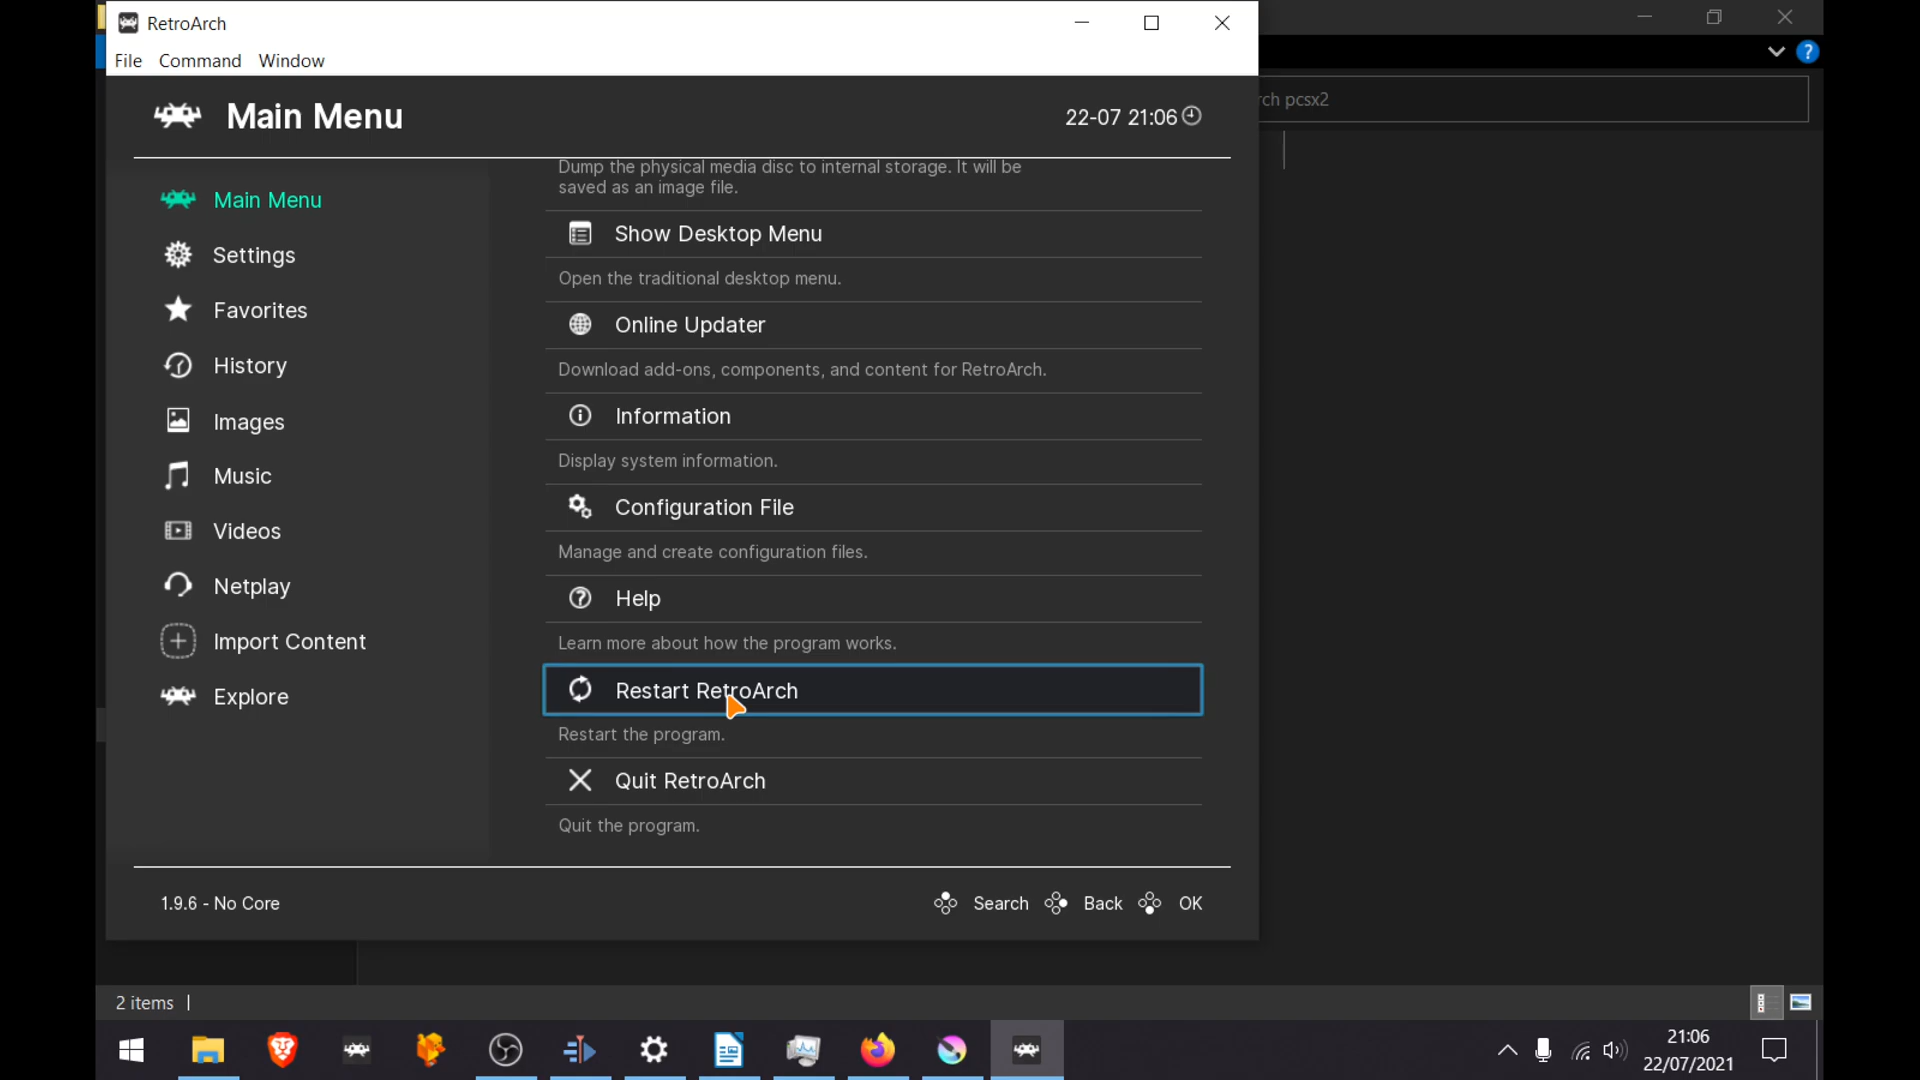 RetroArch
File Command Window
rch pcsx2
Main Menu
22-07 21:06
Main Menu
Settings
Favorites
History
Images
Music
Videos
Netplay
Import Content
Explore
Dump the physical media disc to internal storage. It will be
saved as an image file.
Show Desktop Menu
Open the traditional desktop menu.
Online Updater
Download add-ons, components, and content for RetroArch.
Information
Display system information.
Configuration File
Manage and create configuration files.
Help
Learn more about how the program works.
Restart RetroArch
Restart the program.
Quit RetroArch
Quit the program.
1.9.6 - No Core
Search Back OK
2 items
21:06
22/07/2021